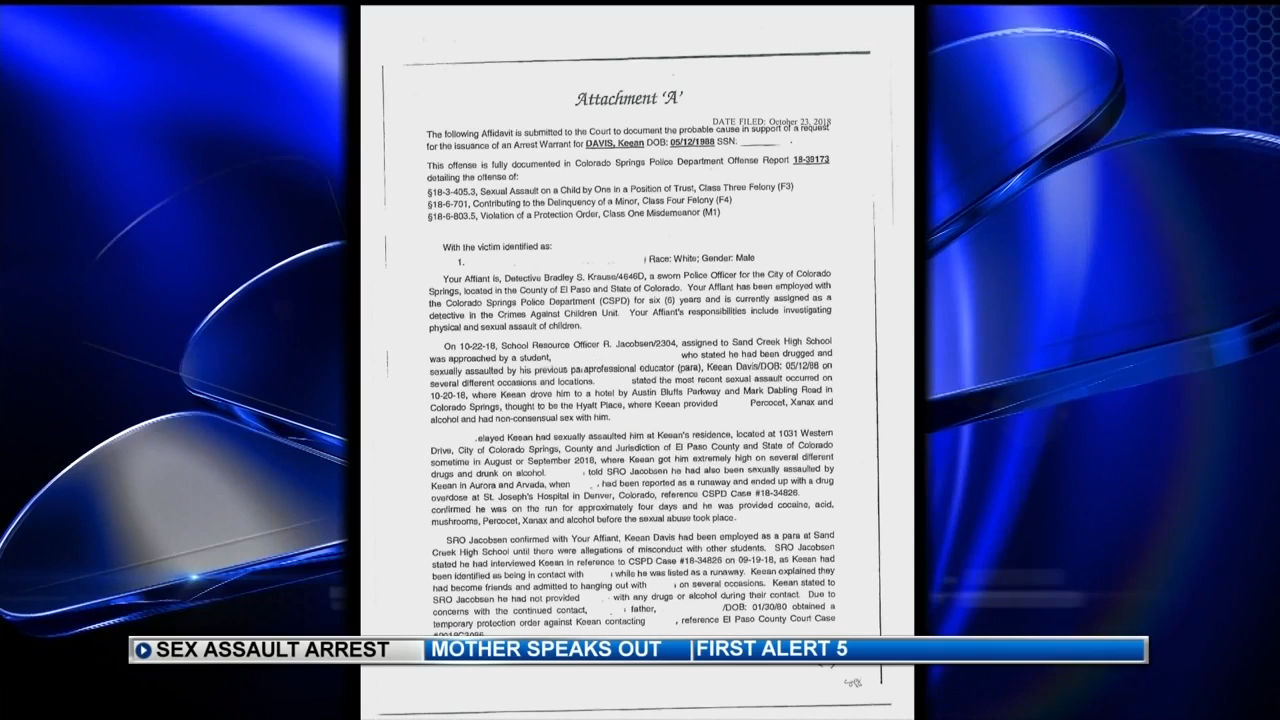 Attachment 'A'
DATE FILED: October 23, 2018
The following Affidavit is submitted to the Court to document the probable cause in support of a request
for the issuance of an Arrest Warrant for DAVIS, Keean DOB: 05/12/1988 SSN:
This offense is fully documented in Colorado Springs Police Department Offense Report 18-39173
detailing the offense of:
§18-3-405.3, Sexual Assault on a Child by One in a Position of Trust, Class Three Felony (F3)
§18-6-701, Contributing to the Delinquency of a Minor, Class Four Felony (F4)
§18-6-803.5, Violation of a Protection Order, Class One Misdemeanor (M1)
With the victim identified as:
1. Race: White; Gender: Male
Your Affiant is, Detective Bradley S. Krause/4646D, a sworn Police Officer for the City of Colorado
Springs, located in the County of El Paso and State of Colorado. Your Affiant has been employed with
the Colorado Springs Police Department (CSPD) for six (6) years and is currently assigned as a
detective in the Crimes Against Children Unit. Your Affiant's responsibilities include investigating
physical and sexual assault of children.
On 10-22-18, School Resource Officer R. Jacobsen/2304, assigned to Sand Creek High School
was approached by a student, who stated he had been drugged and
sexually assaulted by his previous paraprofessional educator (para), Keean Davis/DOB: 05/12/88 on
several different occasions and locations. stated the most recent sexual assault occurred on
10-20-18, where Keean drove him to a hotel by Austin Bluffs Parkway and Mark Dabling Road in
Colorado Springs, thought to be the Hyatt Place, where Keean provided Percocet, Xanax and
alcohol and had non-consensual sex with him.
elayed Keean had sexually assaulted him at Keean's residence, located at 1031 Western
Drive, City of Colorado Springs, County and Jurisdiction of El Paso County and State of Colorado
sometime in August or September 2018, where Keean got him extremely high on several different
drugs and drunk on alcohol. told SRO Jacobsen he had also been sexually assaulted by
Keean in Aurora and Arvada, when had been reported as a runaway and ended up with a drug
overdose at St. Joseph's Hospital in Denver, Colorado, reference CSPD Case #18-34826.
confirmed he was on the run for approximately four days and he was provided cocaine, acid,
mushrooms, Percocet, Xanax and alcohol before the sexual abuse took place.
SRO Jacobsen confirmed with Your Affiant, Keean Davis had been employed as a para at Sand
Creek High School until there were allegations of misconduct with other students. SRO Jacobsen
stated he had interviewed Keean in reference to CSPD Case #18-34826 on 09-19-18, as Keean had
been identified as being in contact with while he was listed as a runaway. Keean explained they
had become friends and admitted to hanging out with on several occasions. Keean stated to
SRO Jacobsen he had not provided with any drugs or alcohol during their contact. Due to
concerns with the continued contact, father, /DOB: 01/30/80 obtained a
temporary protection order against Keean contacting , reference El Paso County Court Case
SEX ASSAULT ARREST
MOTHER SPEAKS OUT
FIRST ALERT 5